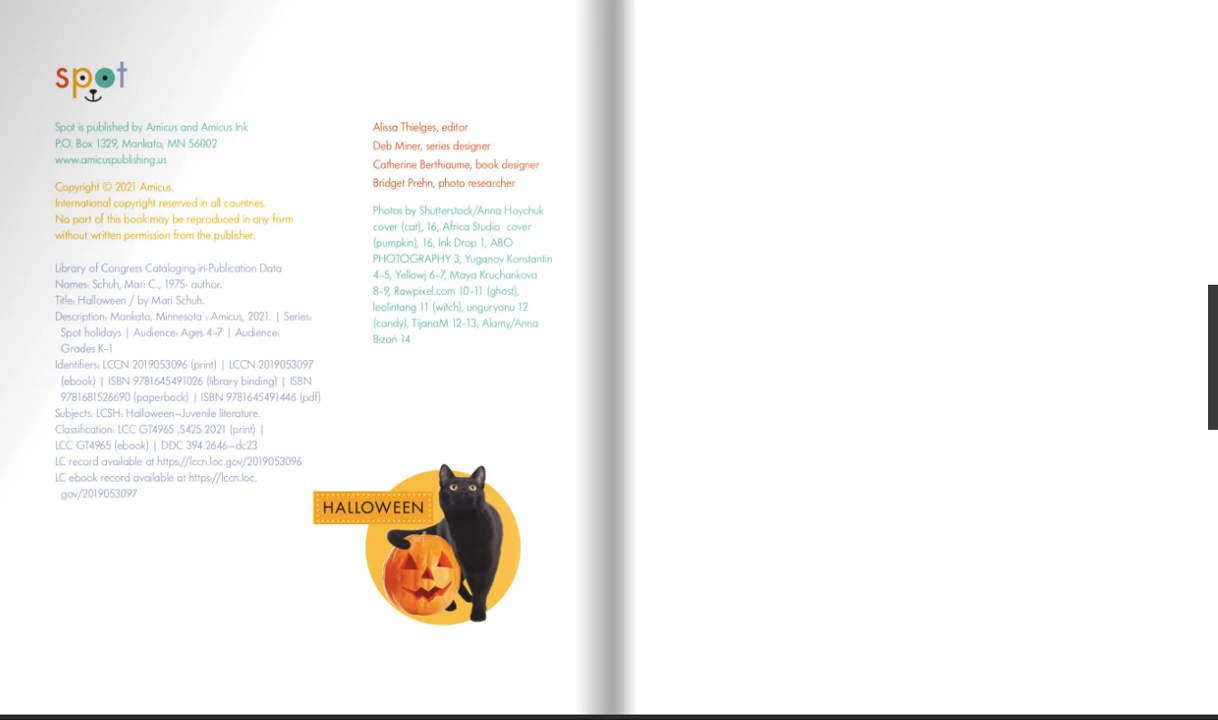 spot
Spot is published by Amicus and Amicus Ink
P.O. Box 1329, Mankato, MN 56002
www.amicuspublishing.us
Copyright © 2021 Amicus.
International copyright reserved in all countries.
No part of this book may be reproduced in any form
without written permission from the publisher.
Library of Congress Cataloging-in-Publication Data
Names: Schuh, Mari C., 1975- author.
Title: Halloween / by Mari Schuh.
Description: Mankato, Minnesota : Amicus, 2021. | Series:
Spot holidays | Audience: Ages 4–7 | Audience:
Grades K–1
Identifiers: LCCN 2019053096 (print) | LCCN 2019053097
(ebook) | ISBN 9781645491026 (library binding) | ISBN
9781681526690 (paperback) | ISBN 9781645491446 (pdf)
Subjects: LCSH: Halloween—Juvenile literature.
Classification: LCC GT4965 .S425 2021 (print) |
LCC GT4965 (ebook) | DDC 394.2646—dc23
LC record available at https://lccn.loc.gov/2019053096
LC ebook record available at https://lccn.loc.
gov/2019053097
Alissa Thielges, editor
Deb Miner, series designer
Catherine Berthiaume, book designer
Bridget Prehn, photo researcher
Photos by Shutterstock/Anna Hoychuk
cover (cat), 16, Africa Studio cover
(pumpkin), 16, Ink Drop 1, ABO
PHOTOGRAPHY 3, Yuganov Konstantin
4–5, Yellowj 6–7, Maya Kruchankova
8–9, Rawpixel.com 10–11 (ghost),
leolintang 11 (witch), unguryanu 12
(candy), TijanaM 12–13; Alamy/Anna
Bizoń 14
HALLOWEEN